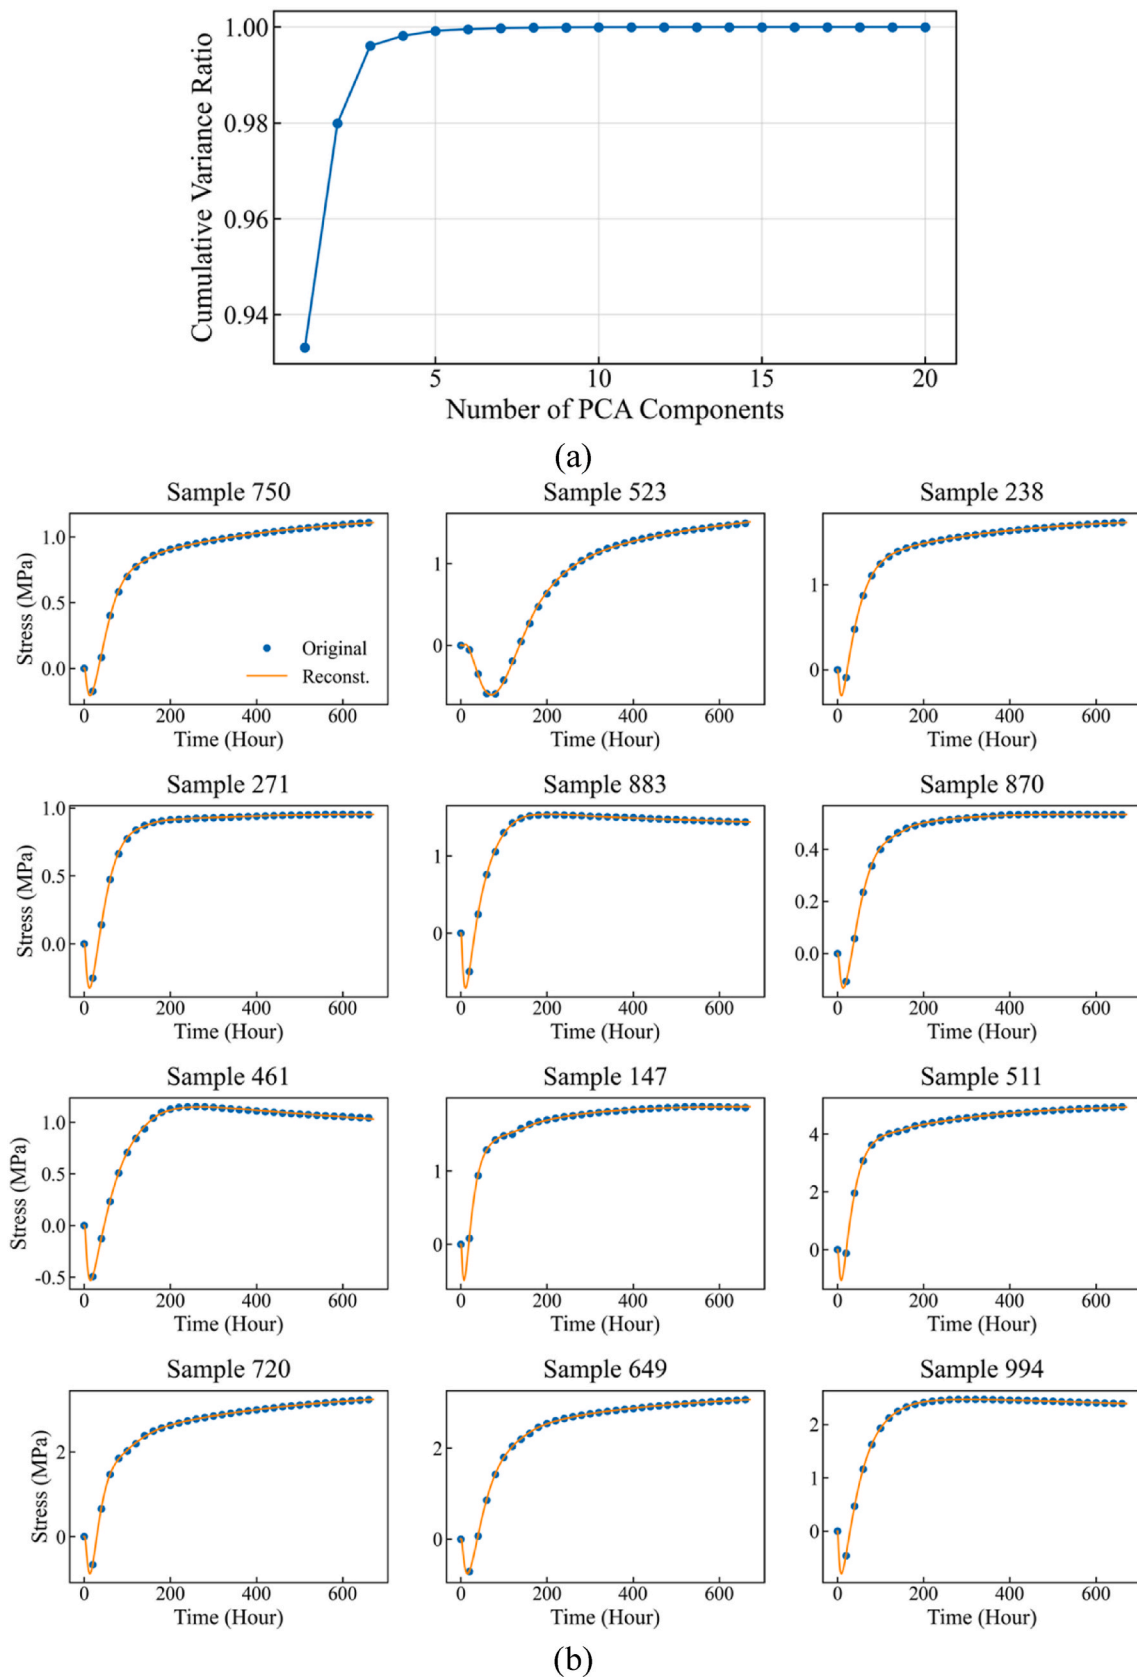 1.00
0.98
0.96
0.94
Cumulative Variance Ratio
5 10 15 20
Number of PCA Components
(a)
Sample 750 Sample 523 Sample 238
1.0
0.5
0.0
Stress (MPa)
Original
Reconst.
1
0
1
0
0 200 400 600 0 200 400 600 0 200 400 600
Time (Hour) Time (Hour) Time (Hour)
Sample 271 Sample 883 Sample 870
1.0
0.5
0.0
Stress (MPa)
1
0
0.4
0.2
0.0
0 200 400 600 0 200 400 600 0 200 400 600
Time (Hour) Time (Hour) Time (Hour)
Sample 461 Sample 147 Sample 511
1.0
0.5
0.0
-0.5
Stress (MPa)
1
0
4
2
0
0 200 400 600 0 200 400 600 0 200 400 600
Time (Hour) Time (Hour) Time (Hour)
Sample 720 Sample 649 Sample 994
2
0
Stress (MPa)
2
0
2
1
0
0 200 400 600 0 200 400 600 0 200 400 600
Time (Hour) Time (Hour) Time (Hour)
(b)